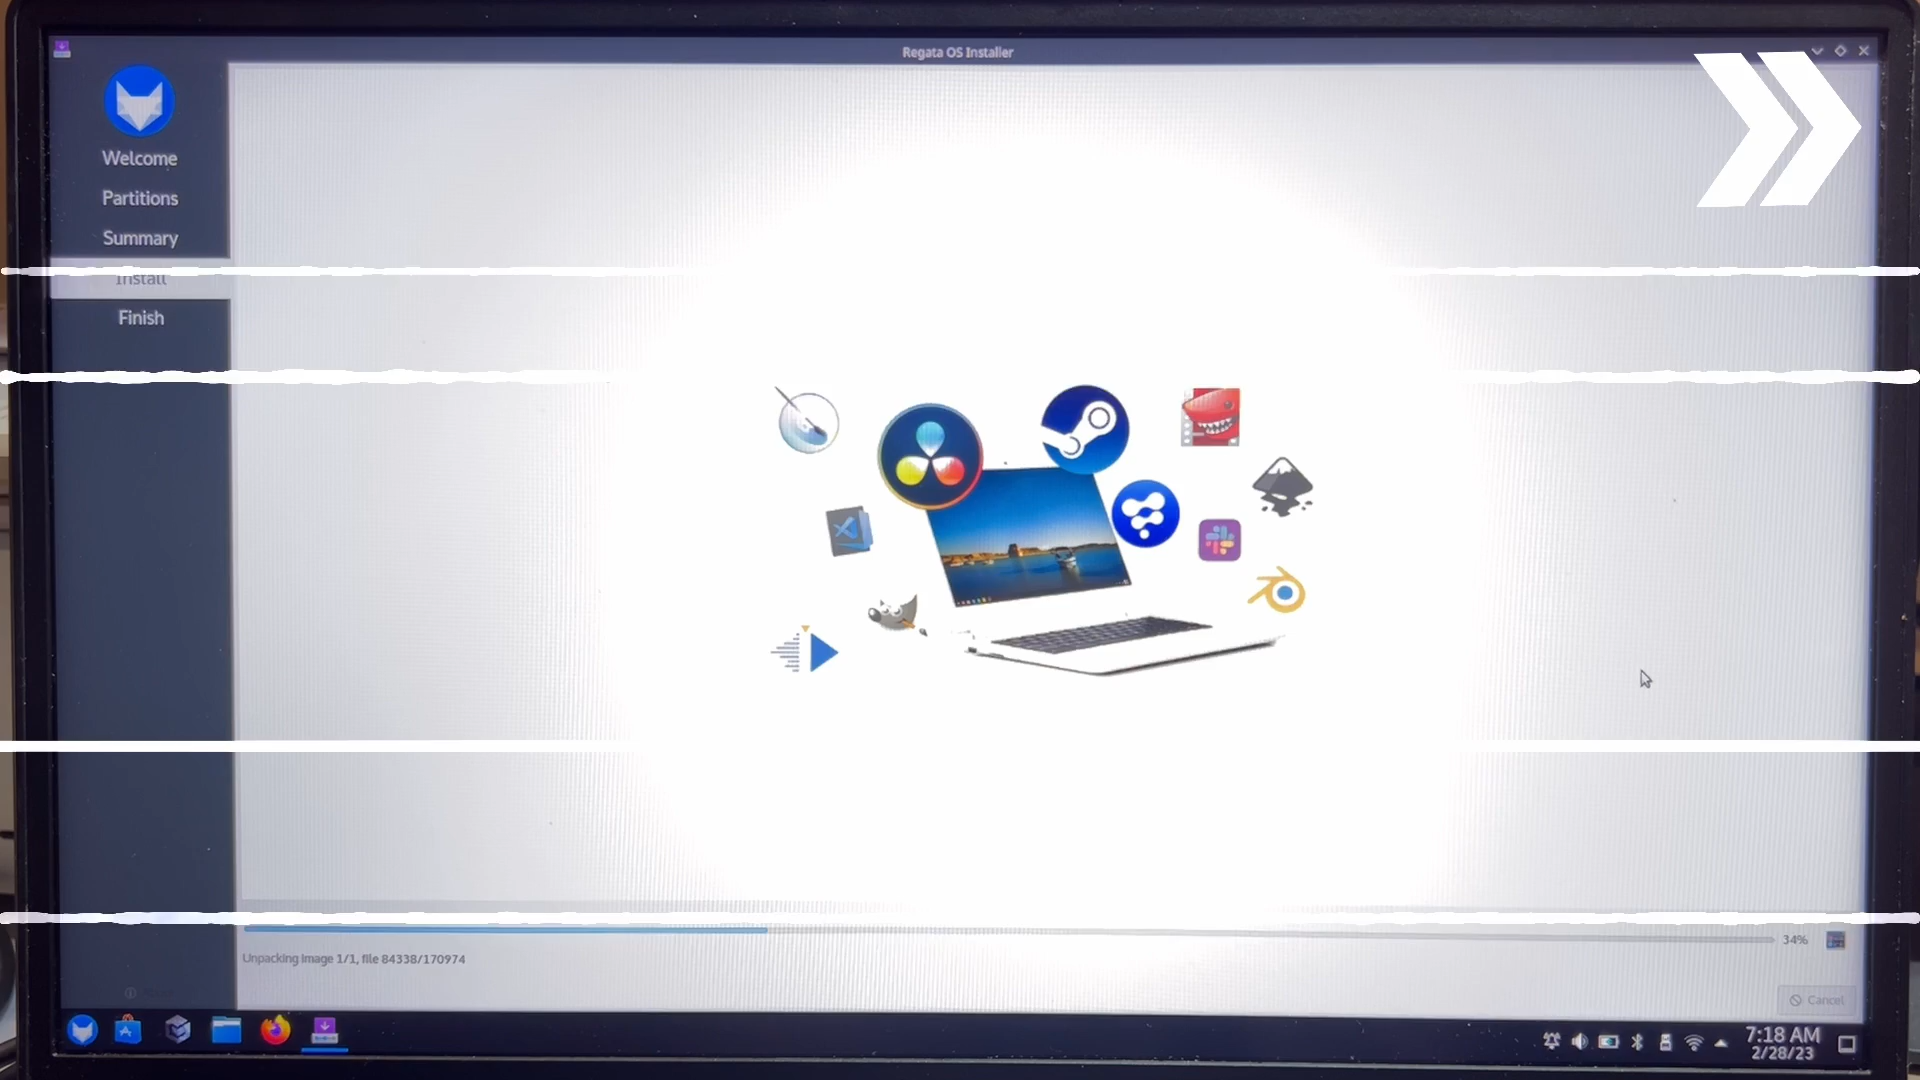 Regata OS Installer
Welcome
Partitions
Summary
Install
Finish
34%
Unpacking image 1/1, file 84338/170974
Cancel
7:18 AM
2/28/23